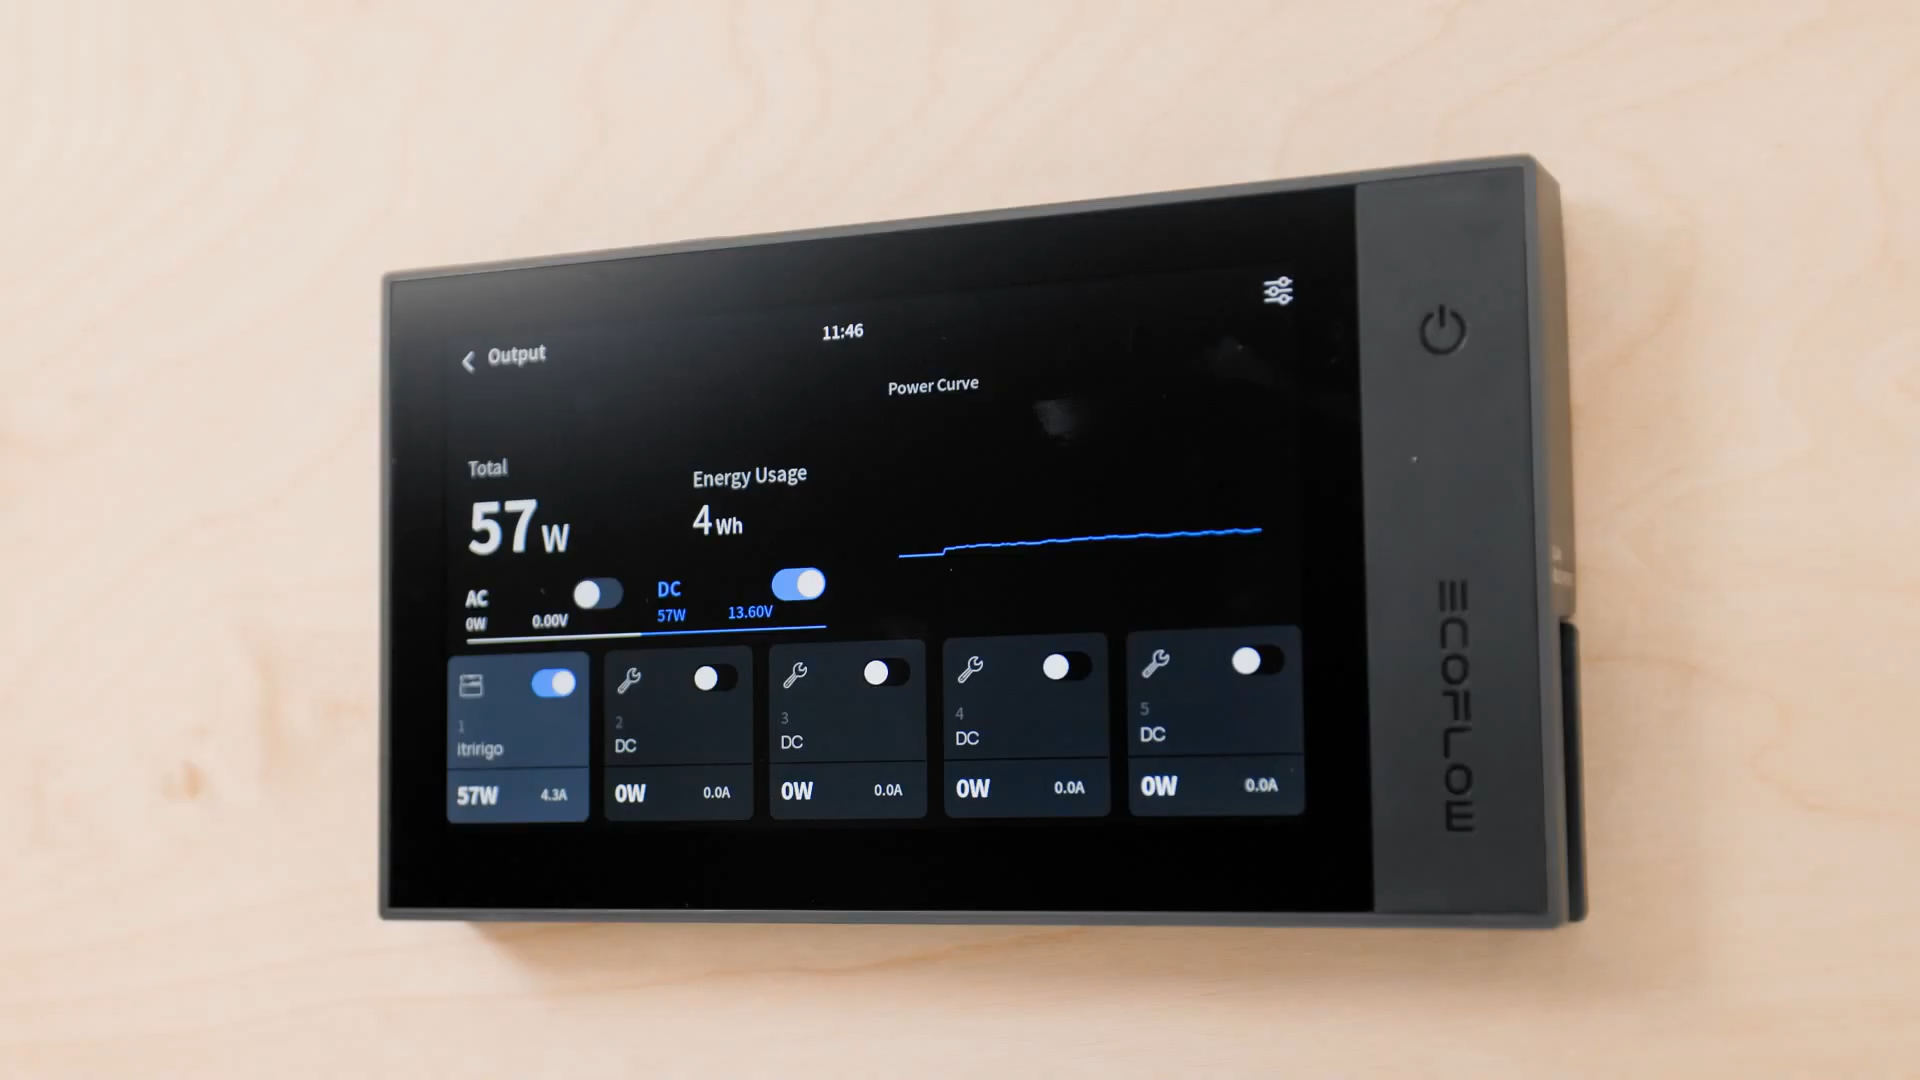 11:46
Output
Power Curve
Total
57W
Energy Usage
4Wh
AC
0W 0.00V
DC
57W 13.60V
1
itririgo
57W 4.3A
2
DC
0W 0.0A
3
DC
0W 0.0A
4
DC
0W 0.0A
5
DC
0W 0.0A
ECOFLOW